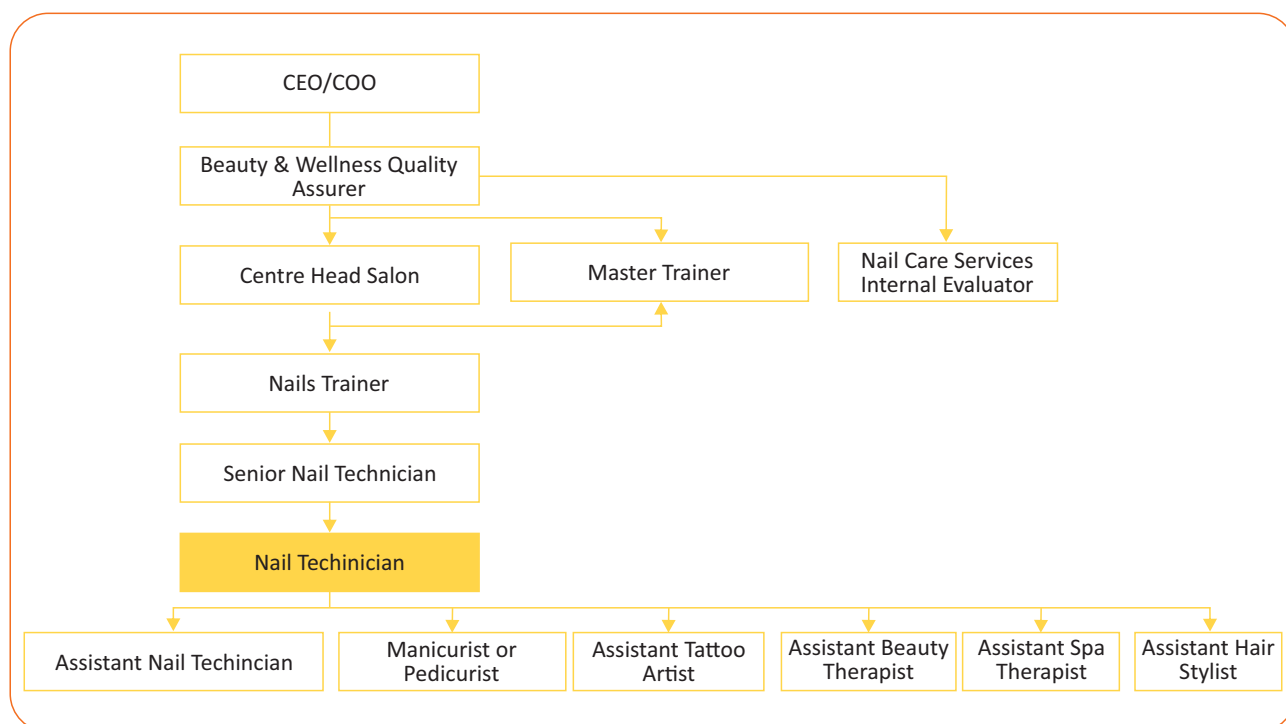 CEO/COO
Beauty & Wellness Quality
Assurer
Centre Head Salon
Master Trainer
Nail Care Services
Internal Evaluator
Nails Trainer
Senior Nail Technician
Nail Techinician
Assistant Nail Techincian
Manicurist or
Pedicurist
Assistant Tattoo
Artist
Assistant Beauty
Therapist
Assistant Spa
Therapist
Assistant Hair
Stylist